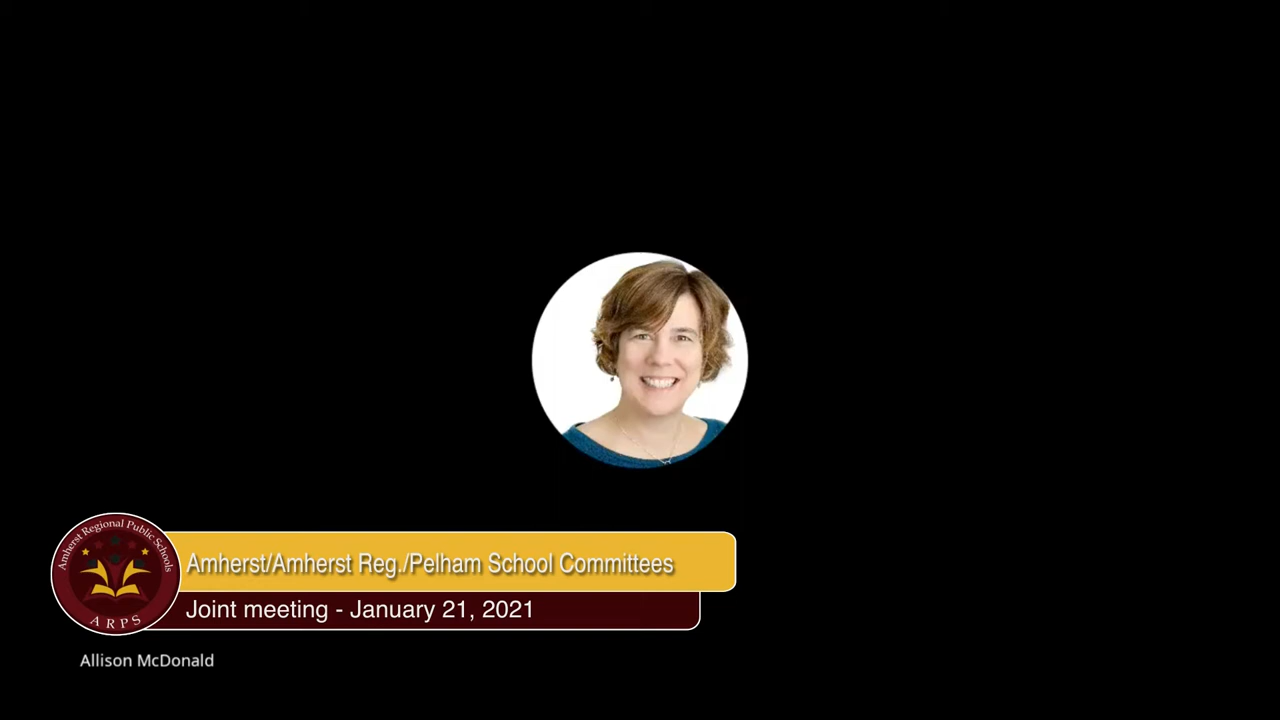 Amherst Regional Public Schools
ARPS
Amherst/Amherst Reg./Pelham School Committees
Joint meeting - January 21, 2021
Allison McDonald